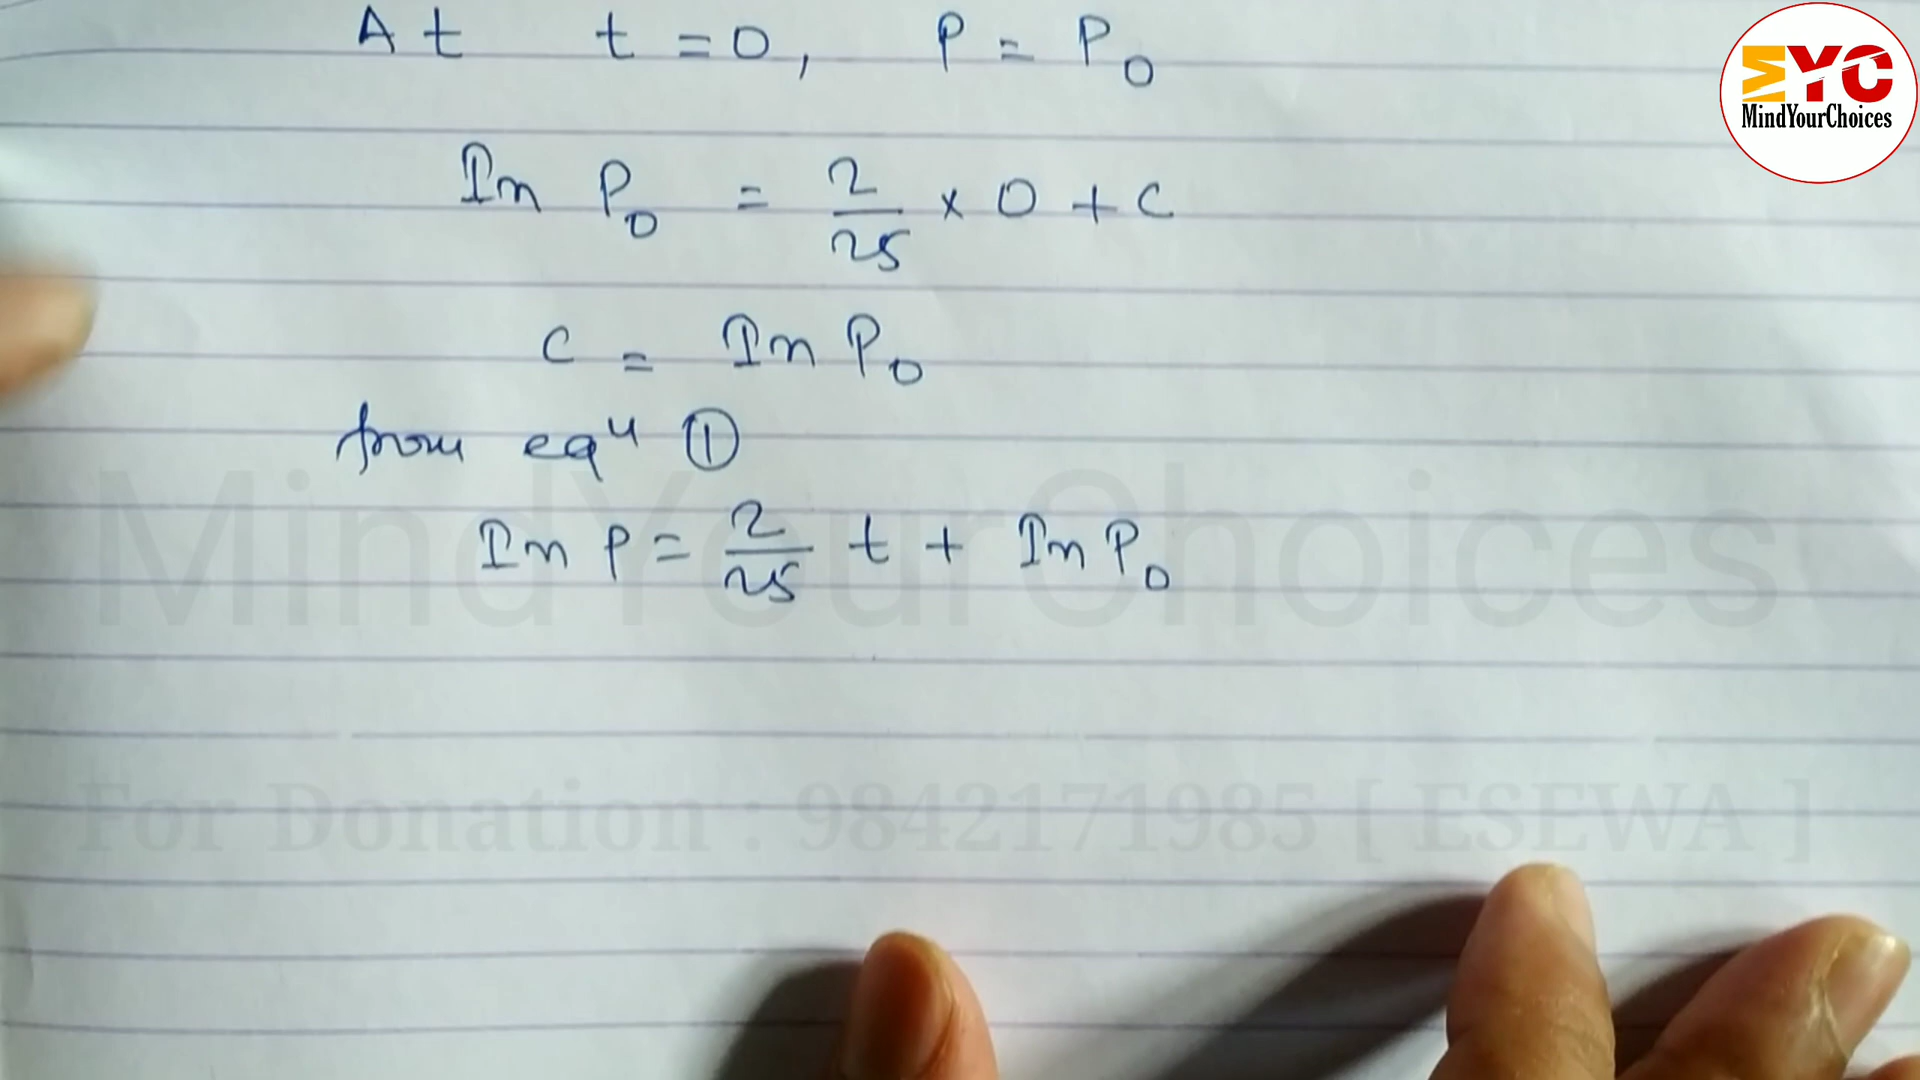 At t = 0, P = P₀
MYC
MindYourChoices
In P₀ = 2/25 × 0 + C
C = In P₀
from eqⁿ ①
In P = 2/25 t + In P₀
MindYourChoices
For Donation : 9842171985 [ ESEWA ]